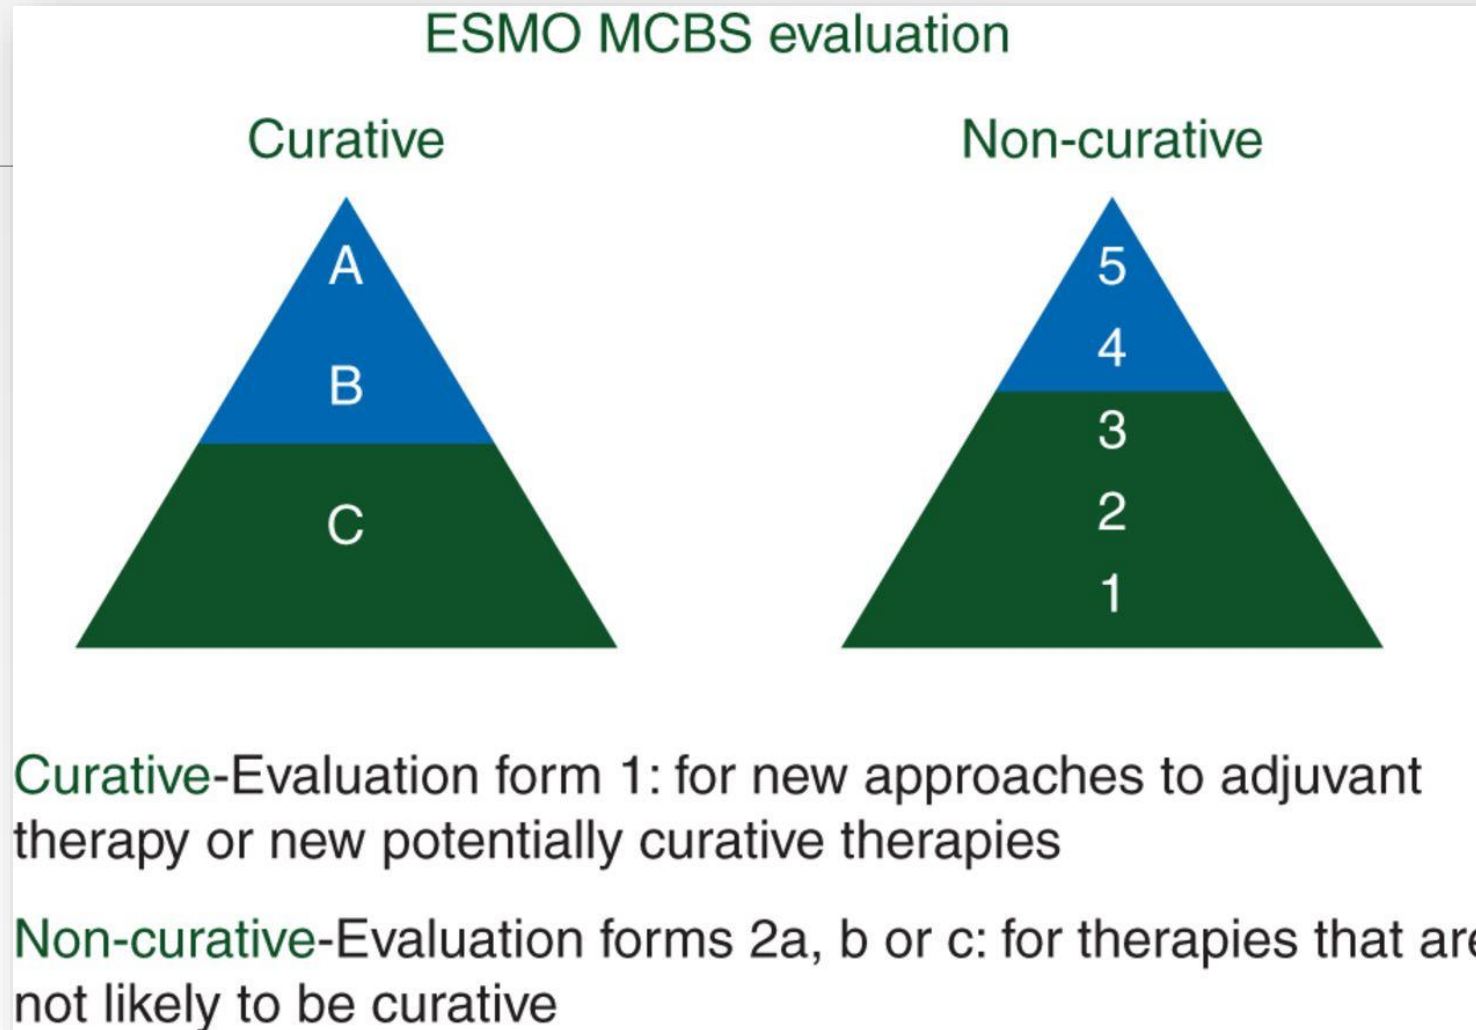 ESMO MCBS evaluation
Curative
Non-curative
A
B
C
5
4
3
2
1
Curative-Evaluation form 1: for new approaches to adjuvant
therapy or new potentially curative therapies
Non-curative-Evaluation forms 2a, b or c: for therapies that are
not likely to be curative